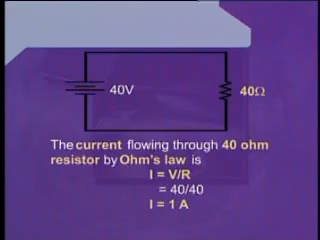 40V
40Ω
The current flowing through 40 ohm
resistor by Ohm's law is
I = V/R
= 40/40
I = 1 A